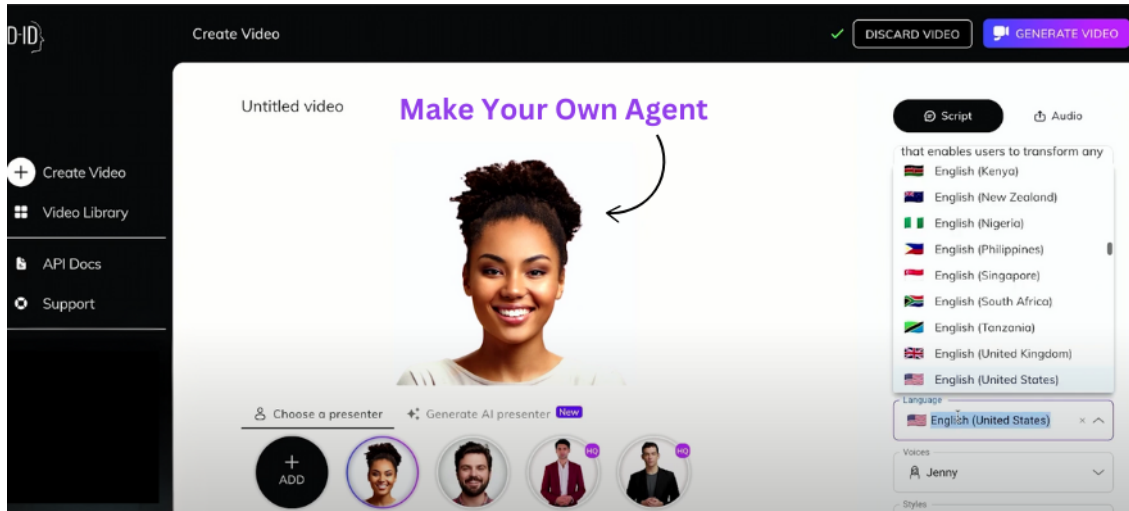 D-ID
Create Video
DISCARD VIDEO
GENERATE VIDEO
Untitled video
Make Your Own Agent
Script
Audio
that enables users to transform any
English (Kenya)
English (New Zealand)
English (Nigeria)
English (Philippines)
English (Singapore)
English (South Africa)
English (Tanzania)
English (United Kingdom)
English (United States)
Language
English (United States)
Voices
Jenny
Styles
Create Video
Video Library
API Docs
Support
Choose a presenter
Generate AI presenter New
ADD
HQ
HQ